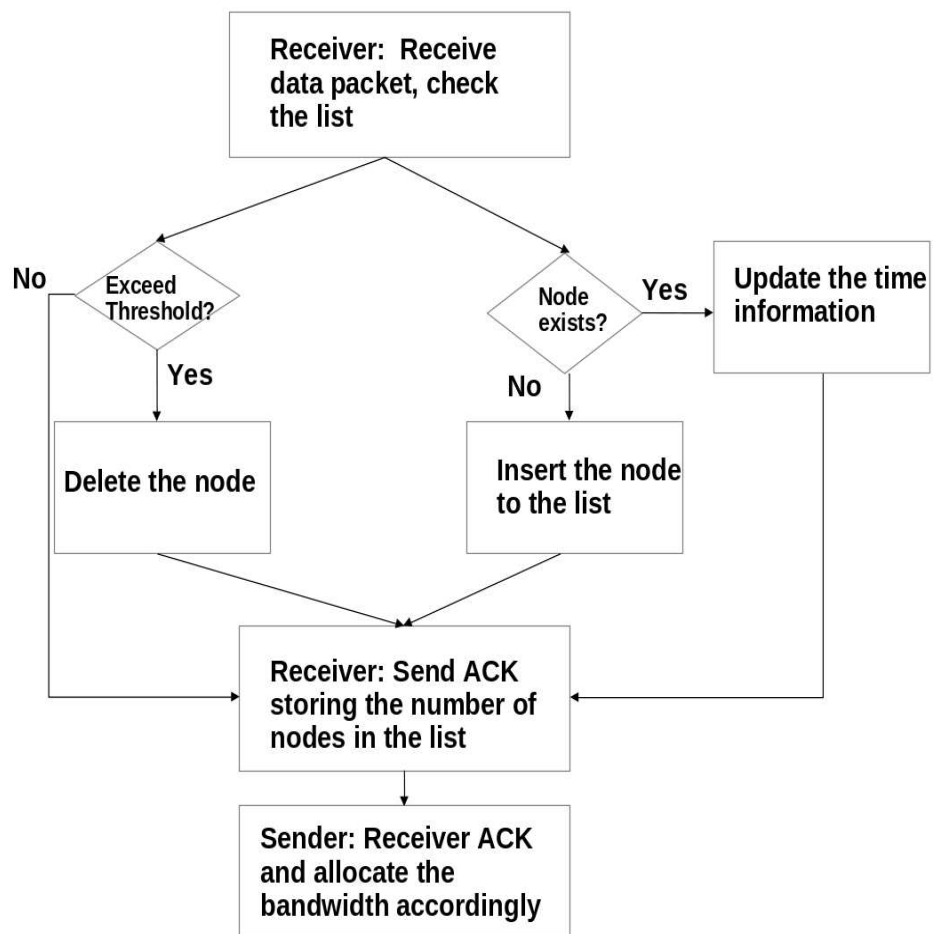 Receiver: Receive
data packet, check
the list
No
Exceed
Threshold?
Node
exists?
Yes
Update the time
information
Yes
No
Delete the node
Insert the node
to the list
Receiver: Send ACK
storing the number of
nodes in the list
Sender: Receiver ACK
and allocate the
bandwidth accordingly